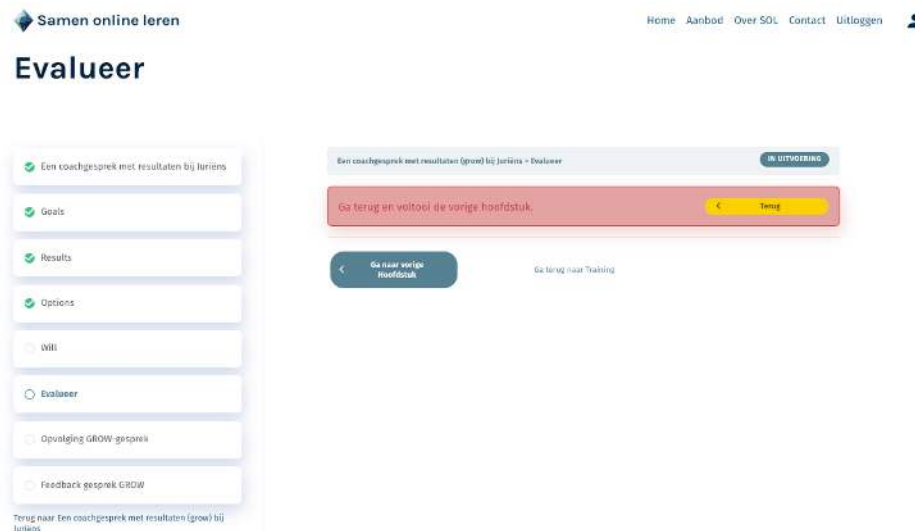 Samen online leren
Home Aanbod Over SOL Contact Uitloggen
Evalueer
Een coachgesprek met resultaten bij Juriëns
Goals
Results
Options
Will
Evalueer
Opvolging GROW-gesprek
Feedback gesprek GROW
Terug naar Een coachgesprek met resultaten (grow) bij
Juriëns
Een coachgesprek met resultaten (grow) bij Juriëns > Evalueer
IN UITVOERING
Ga terug en voltooi de vorige hoofdstuk.
Terug
Ga naar vorige
Hoofdstuk
Ga terug naar Training